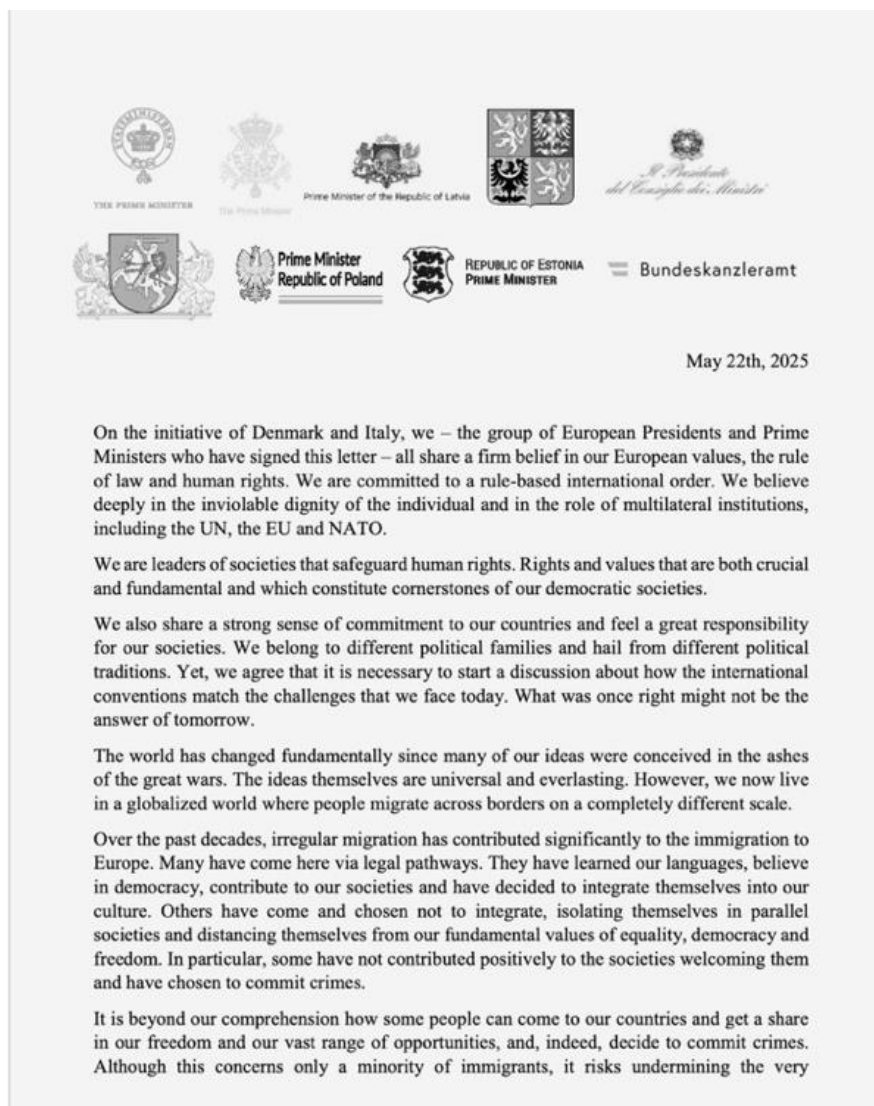 STATSMINISTEREN
THE PRIME MINISTER
The Prime Minister
Prime Minister of the Republic of Latvia
Il Presidente
del Consiglio dei Ministri
Prime Minister
Republic of Poland
REPUBLIC OF ESTONIA
PRIME MINISTER
Bundeskanzleramt
May 22th, 2025
On the initiative of Denmark and Italy, we – the group of European Presidents and Prime
Ministers who have signed this letter – all share a firm belief in our European values, the rule
of law and human rights. We are committed to a rule-based international order. We believe
deeply in the inviolable dignity of the individual and in the role of multilateral institutions,
including the UN, the EU and NATO.
We are leaders of societies that safeguard human rights. Rights and values that are both crucial
and fundamental and which constitute cornerstones of our democratic societies.
We also share a strong sense of commitment to our countries and feel a great responsibility
for our societies. We belong to different political families and hail from different political
traditions. Yet, we agree that it is necessary to start a discussion about how the international
conventions match the challenges that we face today. What was once right might not be the
answer of tomorrow.
The world has changed fundamentally since many of our ideas were conceived in the ashes
of the great wars. The ideas themselves are universal and everlasting. However, we now live
in a globalized world where people migrate across borders on a completely different scale.
Over the past decades, irregular migration has contributed significantly to the immigration to
Europe. Many have come here via legal pathways. They have learned our languages, believe
in democracy, contribute to our societies and have decided to integrate themselves into our
culture. Others have come and chosen not to integrate, isolating themselves in parallel
societies and distancing themselves from our fundamental values of equality, democracy and
freedom. In particular, some have not contributed positively to the societies welcoming them
and have chosen to commit crimes.
It is beyond our comprehension how some people can come to our countries and get a share
in our freedom and our vast range of opportunities, and, indeed, decide to commit crimes.
Although this concerns only a minority of immigrants, it risks undermining the very